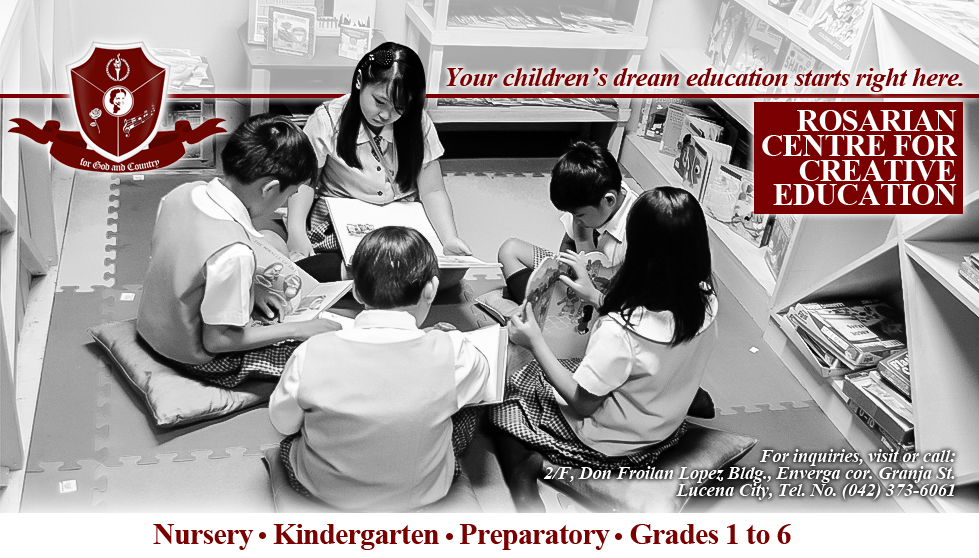 Your children's dream education starts right here.
for God and Country
ROSARIAN
CENTRE FOR
CREATIVE
EDUCATION
For inquiries, visit or call:
2/F, Don Froilan Lopez Bldg., Enverga cor. Granja St.
Lucena City, Tel. No. (042) 373-6061
Nursery • Kindergarten • Preparatory • Grades 1 to 6